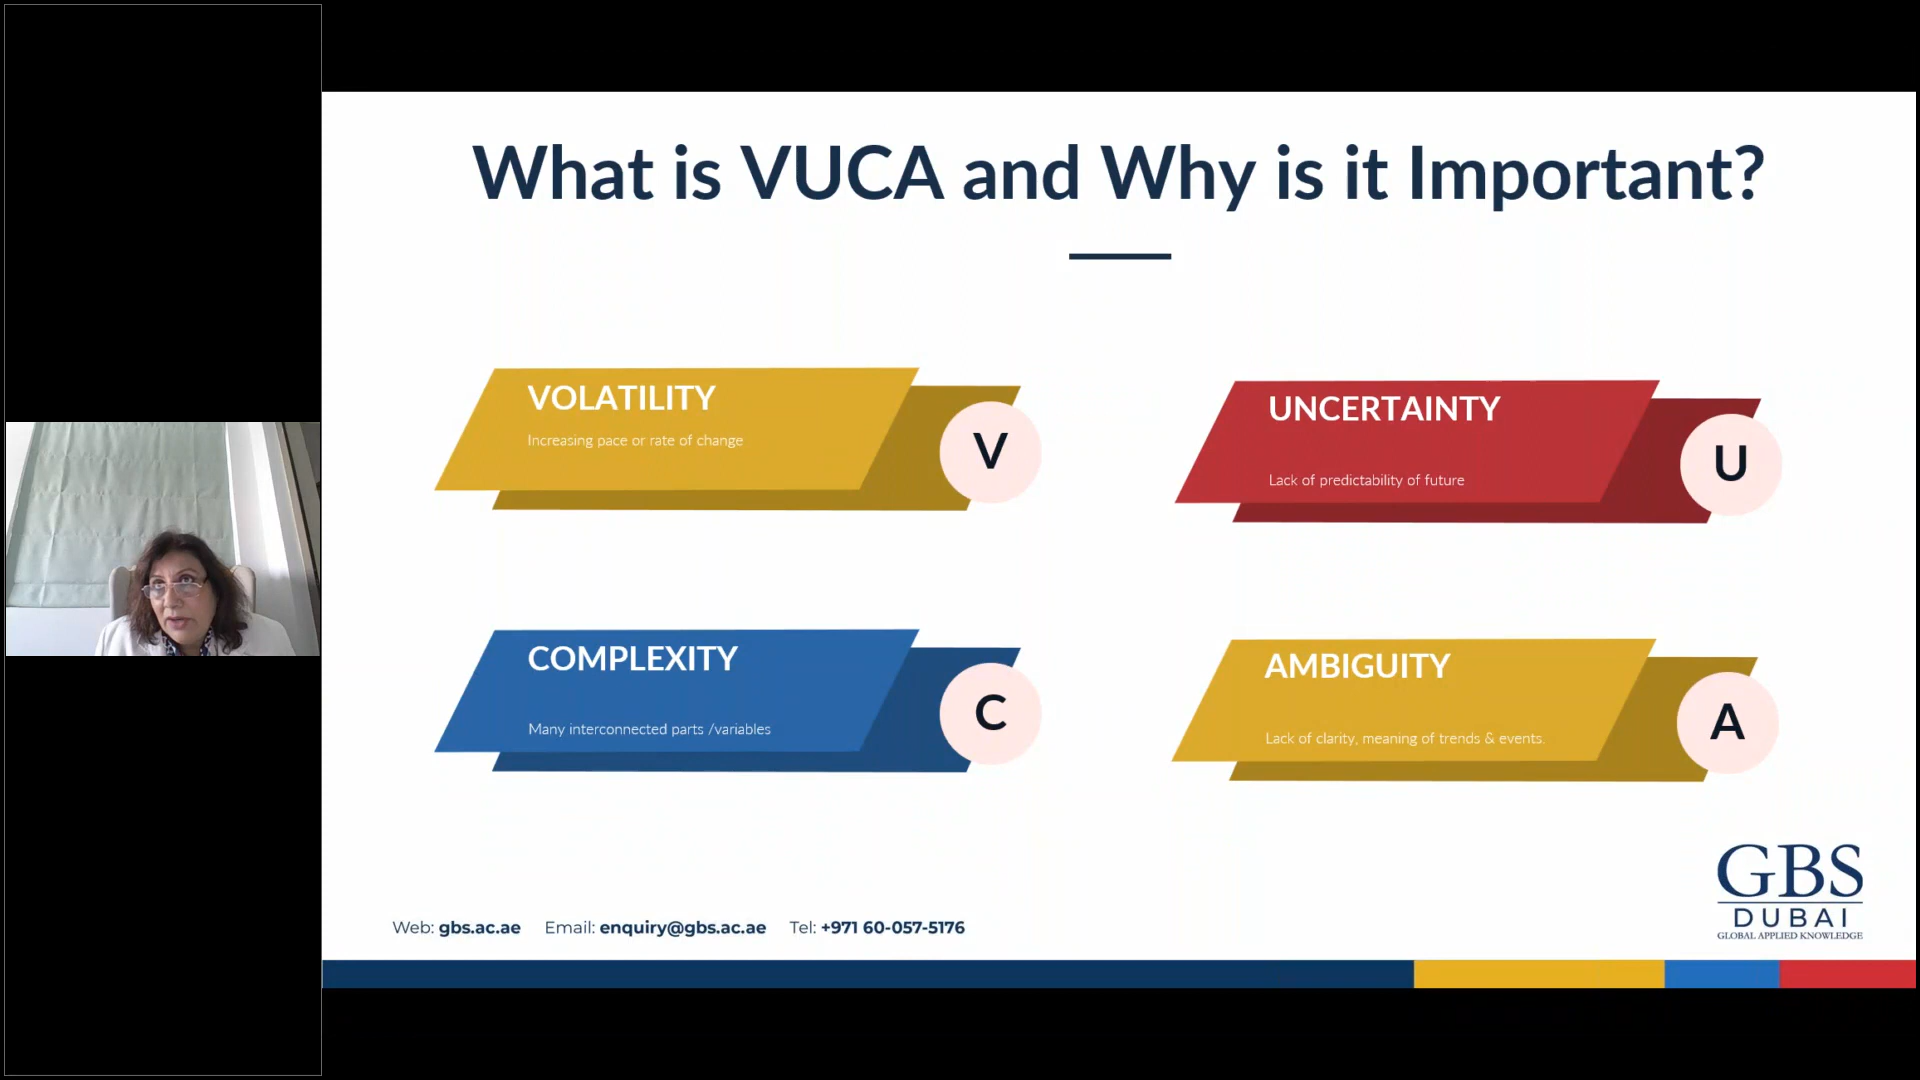 What is VUCA and Why is it Important?
VOLATILITY
Increasing pace or rate of change
V
UNCERTAINTY
Lack of predictability of future
U
COMPLEXITY
Many interconnected parts /variables
C
AMBIGUITY
Lack of clarity, meaning of trends & events.
A
Web: gbs.ac.ae Email: enquiry@gbs.ac.ae Tel: +971 60-057-5176
GBS
DUBAI
GLOBAL APPLIED KNOWLEDGE